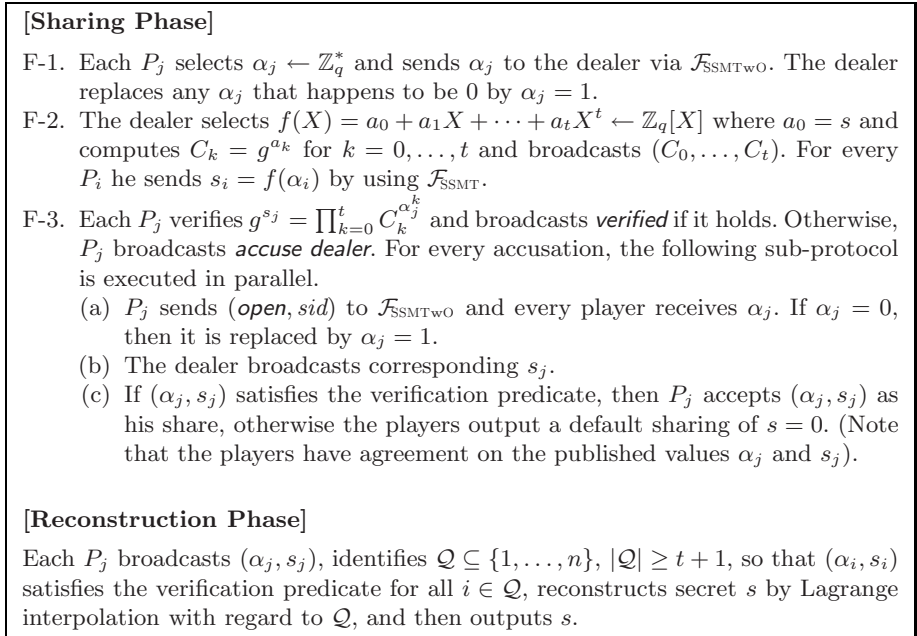 [Sharing Phase]
F-1. Each P_j selects α_j ← ℤ_q^* and sends α_j to the dealer via ℱ_SSMTwO. The dealer
replaces any α_j that happens to be 0 by α_j = 1.
F-2. The dealer selects f(X) = a_0 + a_1X + ··· + a_tX^t ← ℤ_q[X] where a_0 = s and
computes C_k = g^{a_k} for k = 0, . . . , t and broadcasts (C_0, . . . , C_t). For every
P_i he sends s_i = f(α_i) by using ℱ_SSMT.
F-3. Each P_j verifies g^{s_j} = ∏_{k=0}^{t} C_k^{α_j^k} and broadcasts verified if it holds. Otherwise,
P_j broadcasts accuse dealer. For every accusation, the following sub-protocol
is executed in parallel.
(a) P_j sends (open, sid) to ℱ_SSMTwO and every player receives α_j. If α_j = 0,
then it is replaced by α_j = 1.
(b) The dealer broadcasts corresponding s_j.
(c) If (α_j, s_j) satisfies the verification predicate, then P_j accepts (α_j, s_j) as
his share, otherwise the players output a default sharing of s = 0. (Note
that the players have agreement on the published values α_j and s_j).
[Reconstruction Phase]
Each P_j broadcasts (α_j, s_j), identifies 𝒬 ⊆ {1, . . . , n}, |𝒬| ≥ t + 1, so that (α_i, s_i)
satisfies the verification predicate for all i ∈ 𝒬, reconstructs secret s by Lagrange
interpolation with regard to 𝒬, and then outputs s.